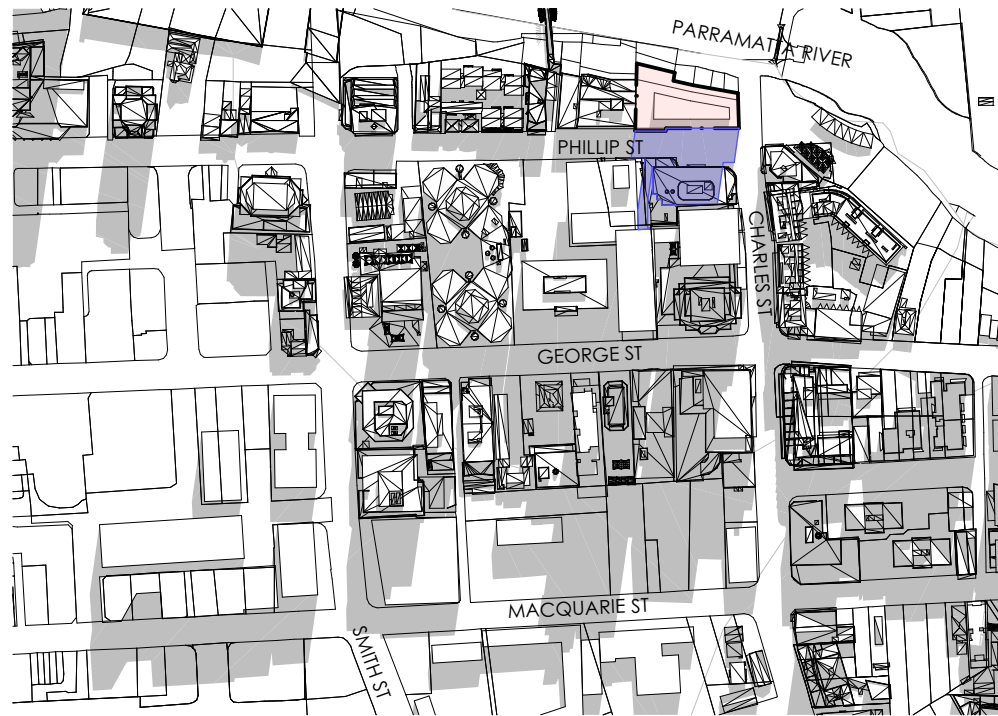 PARRAMATTA RIVER
PHILLIP ST
CHARLES ST
GEORGE ST
MACQUARIE ST
SMITH ST